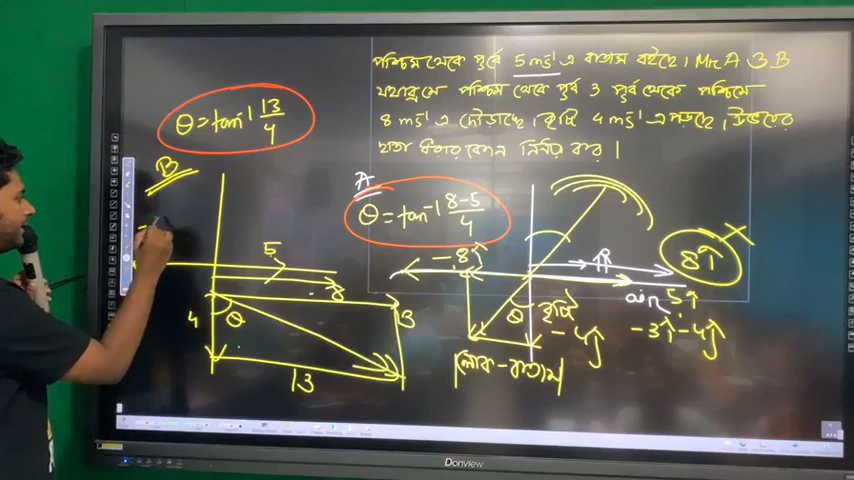 পশ্চিম থেকে পূর্বে 5 ms⁻¹ এ বাতাস বইছে। Mr. A ও B
যথাক্রমে পশ্চিম থেকে পূর্ব ও পূর্ব থেকে পশ্চিমে
8 ms⁻¹ এ দৌড়াচ্ছে, বৃষ্টি 4 ms⁻¹ এ পড়ছে, উভয়ের
ছাতা ধরার কোন নির্ণয় কর।
θ = tan⁻¹ 13/4
B
A
θ = tan⁻¹ 8-5/4
5
8
4
θ
13
13
-8î
θ
বৃষ্টি
-4ĵ
8î
air 5î
-3î-4ĵ
|লোক-বাতাস|
Donview